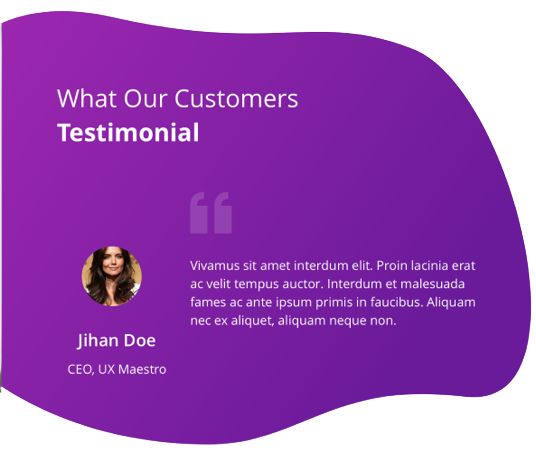 What Our Customers
Testimonial
“
Vivamus sit amet interdum elit. Proin lacinia erat
ac velit tempus auctor. Interdum et malesuada
fames ac ante ipsum primis in faucibus. Aliquam
nec ex aliquet, aliquam neque non.
Jihan Doe
CEO, UX Maestro